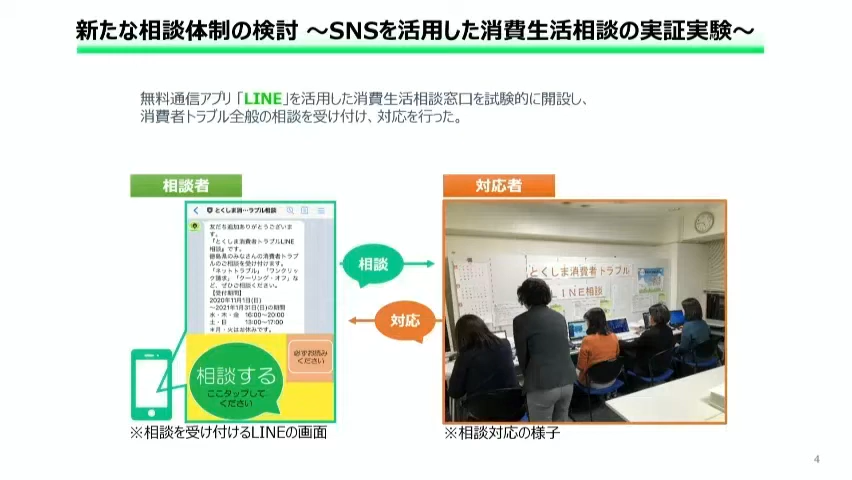 新たな相談体制の検討 ～SNSを活用した消費生活相談の実証実験～
無料通信アプリ「LINE」を活用した消費生活相談窓口を試験的に開設し、
消費者トラブル全般の相談を受け付け、対応を行った。
相談者
とくしま消…ラブル相談
友だち追加ありがとうございま
す。
「とくしま消費者トラブルLINE
相談」です。
徳島県のみなさんの消費者トラブ
ルのご相談を受け付けます。
「ネットトラブル」「ワンクリッ
ク請求」「クーリング・オフ」な
ど、ぜひご相談ください。
【受付期間】
2020年11月1日(日)
～2021年1月31日(日)の期間
水・木・金 16:00～20:00
土・日 13:00～17:00
＊月・火はお休みです。
相談する
ここタップして
ください
必ずお読み
ください
※相談を受け付けるLINEの画面
相談
対応
対応者
とくしま消費者トラブル
LINE相談
※相談対応の様子
4